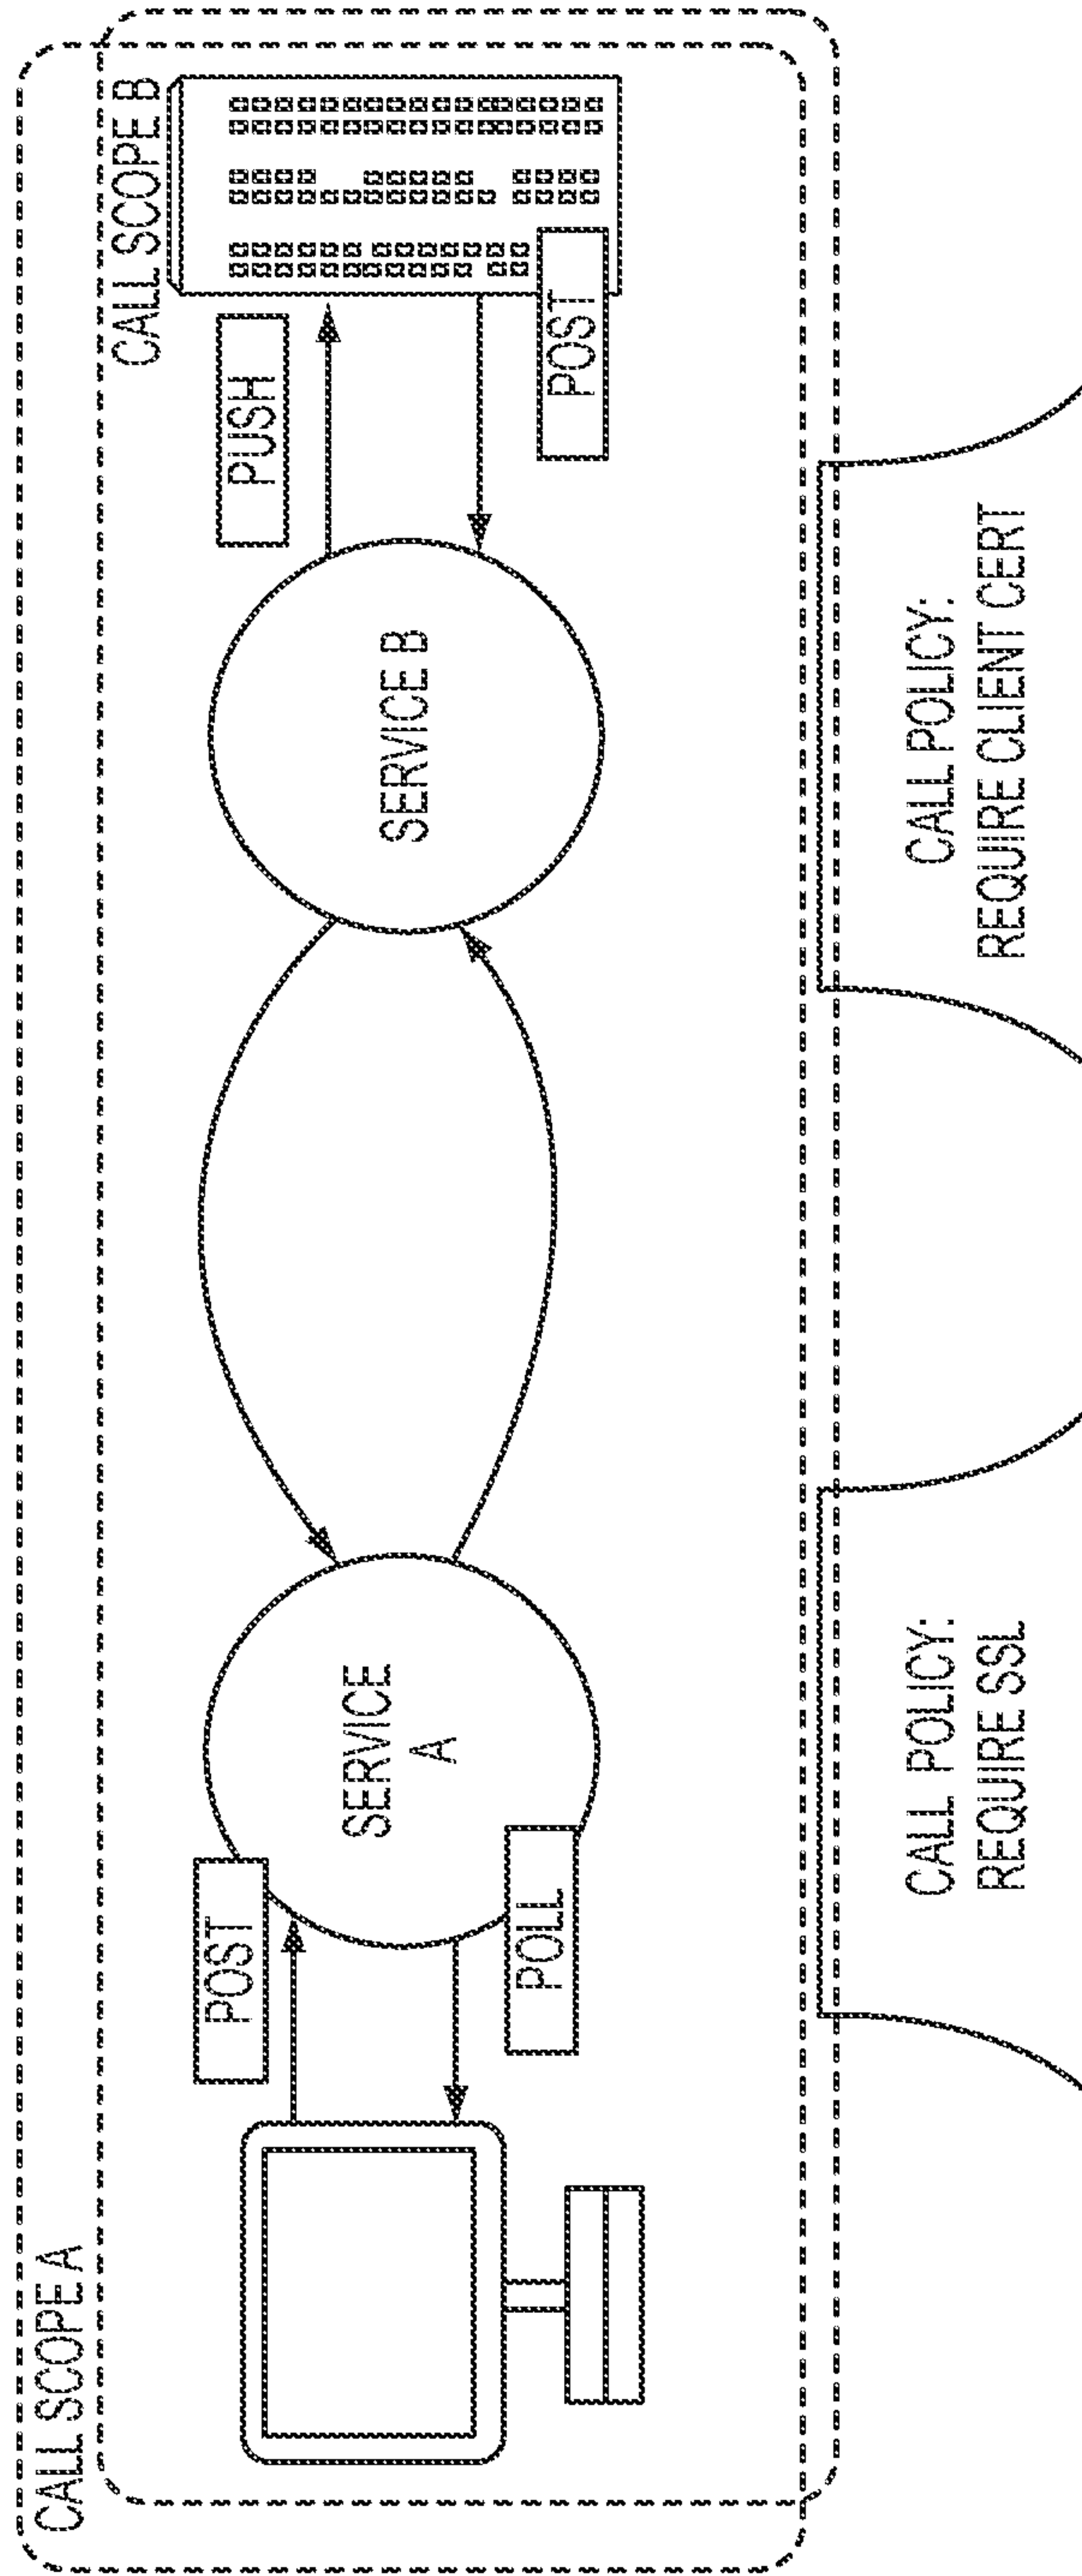 CALL SCOPE A
CALL SCOPE B
POST
PUSH
SERVICE
A
SERVICE B
POLL
POST
CALL POLICY:
REQUIRE SSL
CALL POLICY:
REQUIRE CLIENT CERT